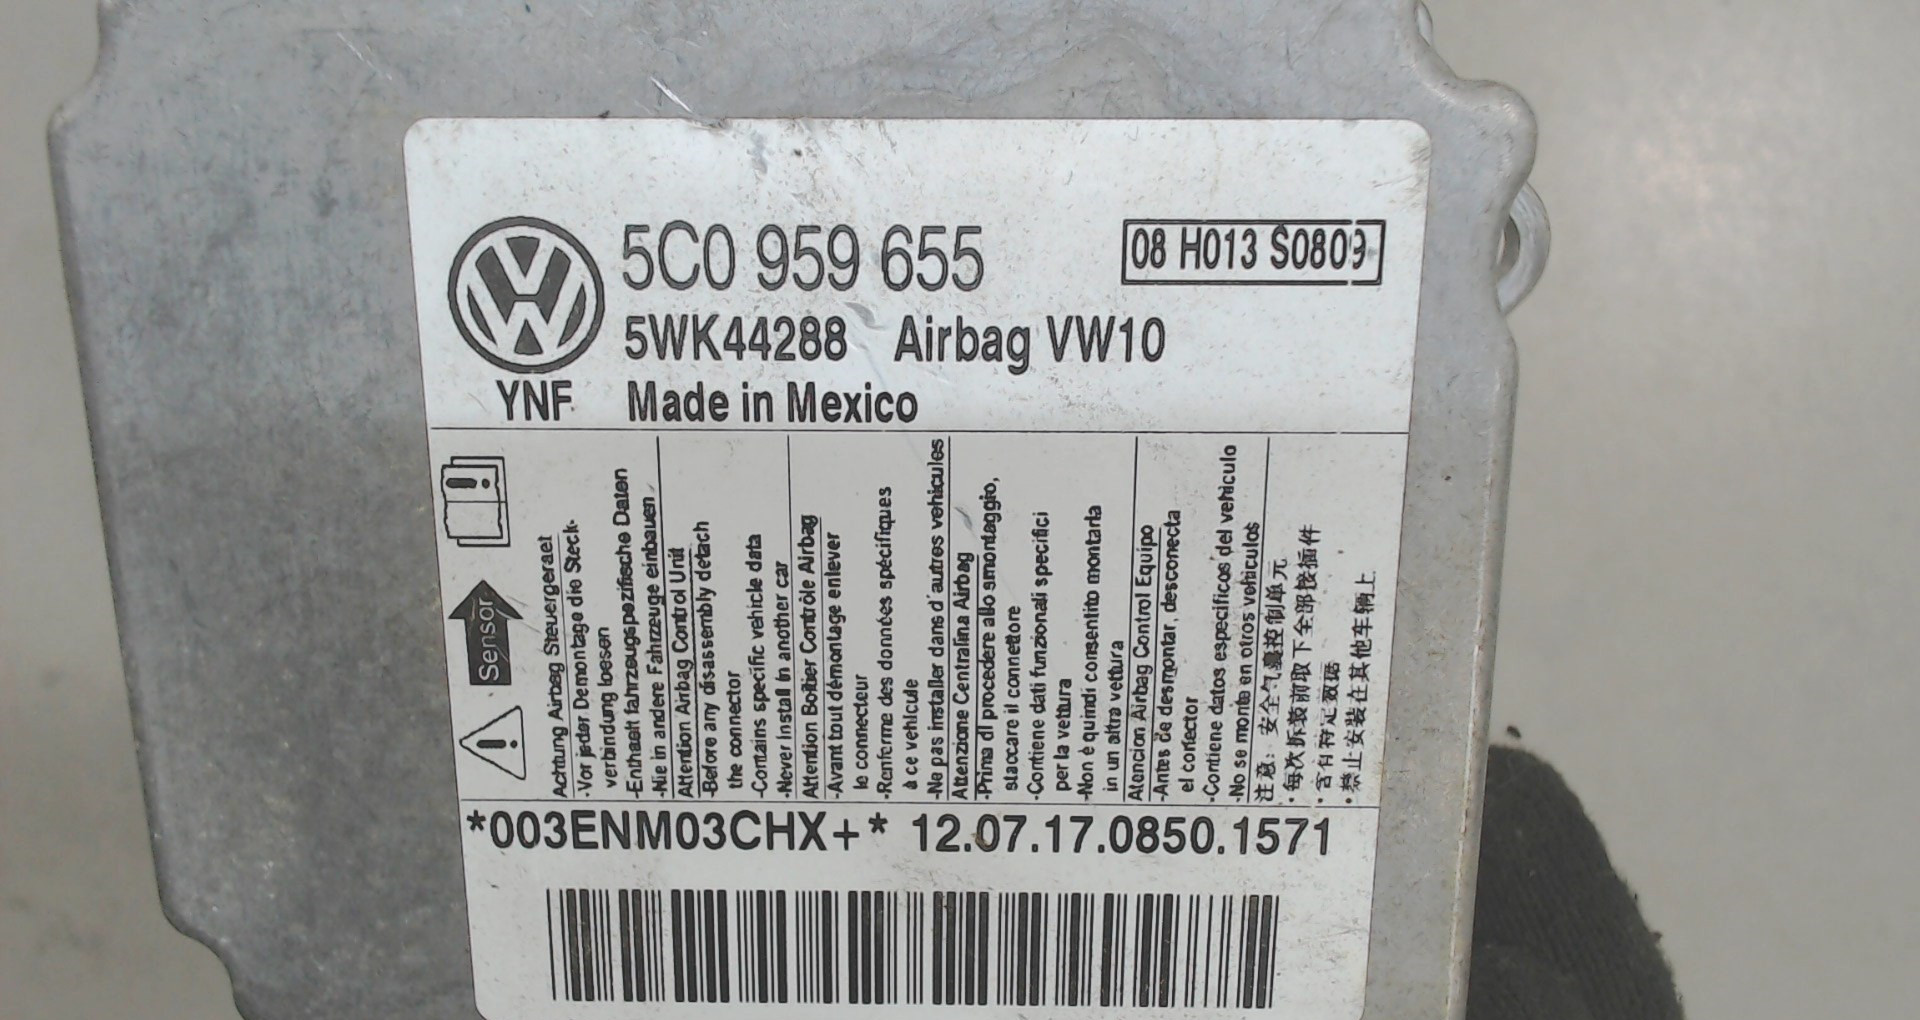 5C0 959 655
08 H013 S0809
5WK44288 Airbag VW10
YNF Made in Mexico
Sensor
Achtung Airbag Steuergeraet
-Vor jeder Demontage die Steck-
verbindung loesen
-Enthaelt fahrzeugspezifische Daten
-Nie in andere Fahrzeuge einbauen
Attention Airbag Control Unit
-Before any disassembly detach
the connector
-Contains specific vehicle data
-Never install in another car
Attention Boîtier Contrôle Airbag
-Avant tout démontage enlever
le connecteur
-Renferme des données spécifiques
à ce véhicule
-Ne pas installer dans d'autres véhicules
Attenzione Centralina Airbag
-Prima di procedere allo smontaggio,
staccare il connettore
-Contiene dati funzionali specifici
per la vettura
-Non è quindi consentito montarla
in un altra vettura
Atencion Airbag Control Equipo
-Antes de desmontar, desconecta
el conector
-Contiene datos especificos del vehiculo
-No se monte en otros vehiculos
注意: 安全气囊控制单元
•每次拆装前取下全部接插件
•含有特定数据
•禁止安装在其他车辆上
*003ENM03CHX+* 12.07.17.0850.1571